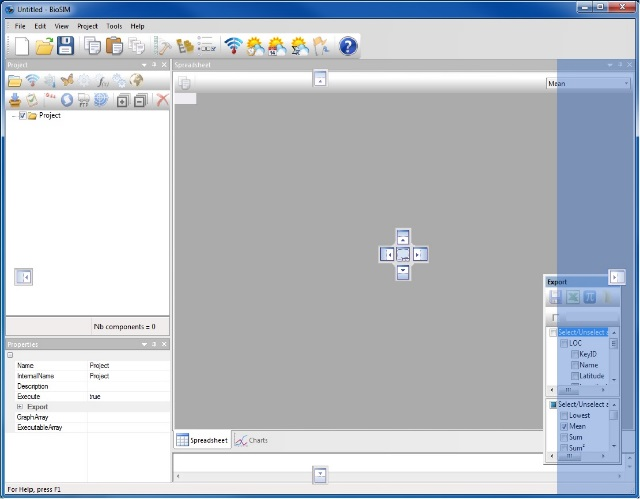 Untitled - BioSIM
File Edit View Project Tools Help
Project
Spreadsheet
Mean
Project
Nb components = 0
Properties
Name Project
InternalName Project
Description
Execute true
Export
GraphArray
ExecutableArray
Export
Select/Unselect
LOC
KeyID
Name
Latitude
Select/Unselect
Lowest
Mean
Sum
Sum²
Spreadsheet Charts
For Help, press F1